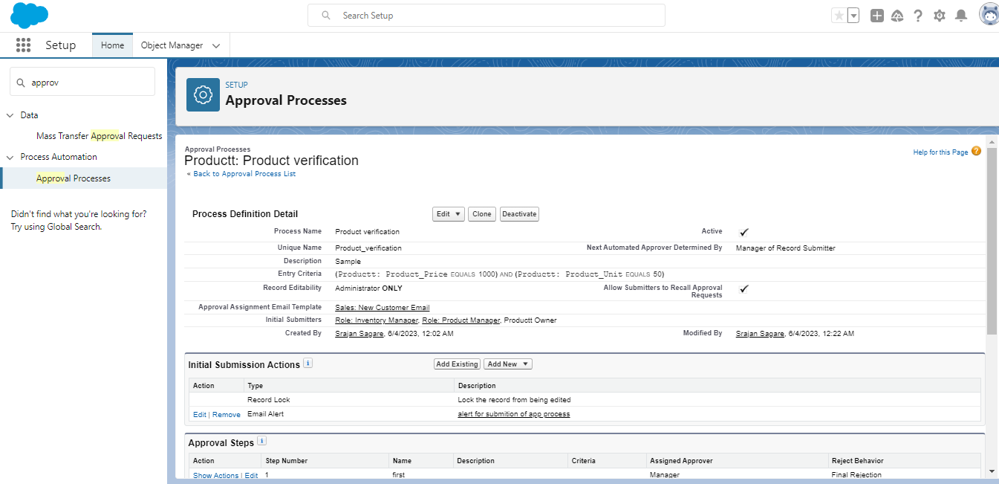 Search Setup
Setup
Home
Object Manager
approv
Data
Mass Transfer Approval Requests
Process Automation
Approval Processes
Didn't find what you're looking for?
Try using Global Search.
SETUP
Approval Processes
Approval Processes
Productt: Product verification
« Back to Approval Process List
Help for this Page ?
Process Definition Detail
Edit Clone Deactivate
Process Name Product verification Active
Unique Name Product_verification Next Automated Approver Determined By Manager of Record Submitter
Description Sample
Entry Criteria (Productt: Product_Price EQUALS 1000) AND (Productt: Product_Unit EQUALS 50)
Record Editability Administrator ONLY Allow Submitters to Recall Approval
Requests
Approval Assignment Email Template Sales: New Customer Email
Initial Submitters Role: Inventory Manager, Role: Product Manager, Productt Owner
Created By Srajan Sagare, 6/4/2023, 12:02 AM Modified By Srajan Sagare, 6/4/2023, 12:22 AM
Initial Submission Actions i Add Existing Add New
Action Type Description
Record Lock Lock the record from being edited
Edit | Remove Email Alert alert for submition of app process
Approval Steps i
Action Step Number Name Description Criteria Assigned Approver Reject Behavior
Show Actions | Edit 1 first Manager Final Rejection